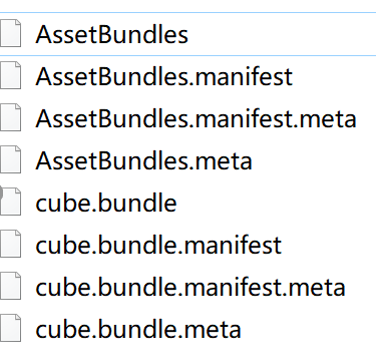 AssetBundles
AssetBundles.manifest
AssetBundles.manifest.meta
AssetBundles.meta
cube.bundle
cube.bundle.manifest
cube.bundle.manifest.meta
cube.bundle.meta